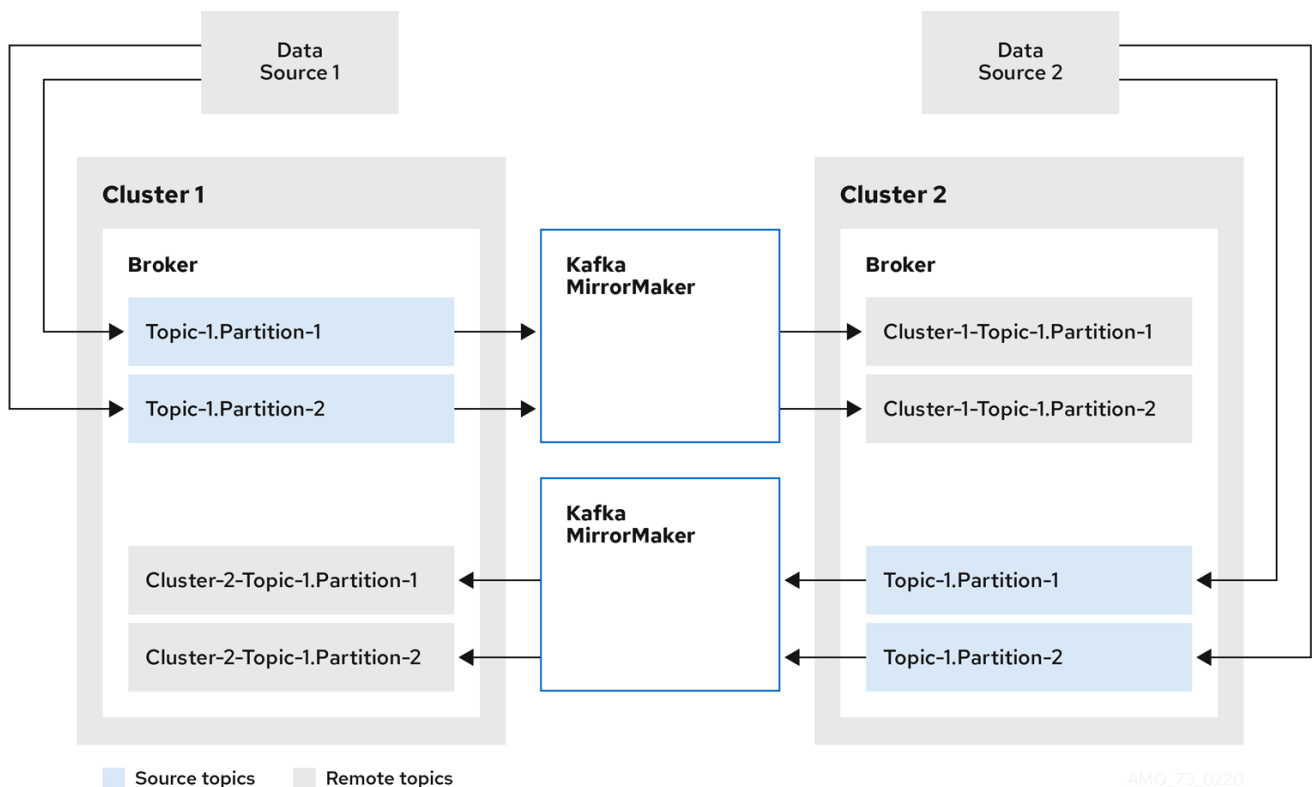 Data
Source 1
Data
Source 2
Cluster 1
Broker
Topic-1.Partition-1
Topic-1.Partition-2
Cluster-2-Topic-1.Partition-1
Cluster-2-Topic-1.Partition-2
Kafka
MirrorMaker
Kafka
MirrorMaker
Cluster 2
Broker
Cluster-1-Topic-1.Partition-1
Cluster-1-Topic-1.Partition-2
Topic-1.Partition-1
Topic-1.Partition-2
Source topics
Remote topics
AMQ_73_0220